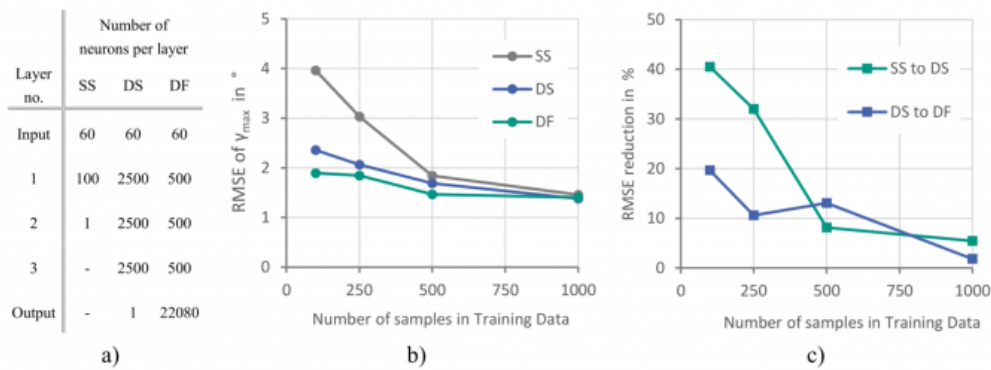 Number of
neurons per layer
Layer
no.
SS DS DF
Input 60 60 60
1 100 2500 500
2 1 2500 500
3 - 2500 500
Output - 1 22080
a)
RMSE of γmax in °
5
4
3
2
1
0
0 250 500 750 1000
SS
DS
DF
Number of samples in Training Data
b)
RMSE reduction in %
50
40
30
20
10
0
0 250 500 750 1000
SS to DS
DS to DF
Number of samples in Training Data
c)